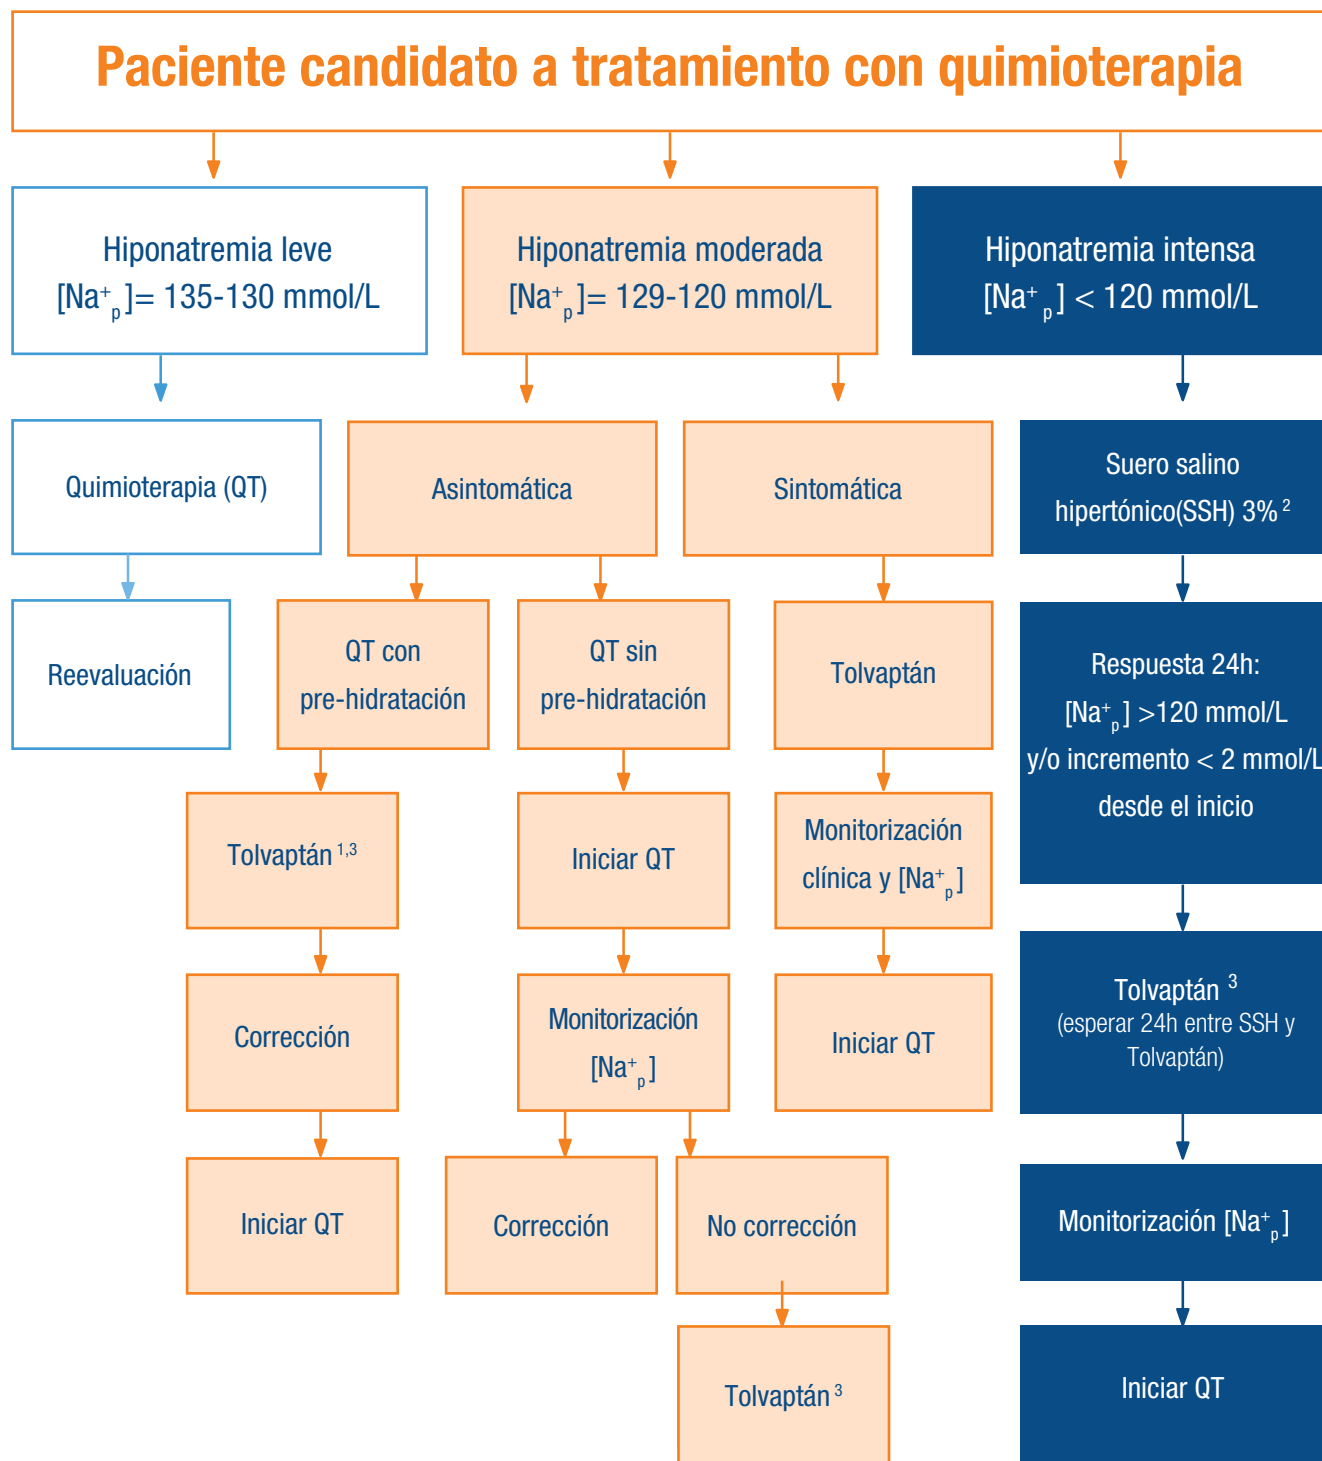 Paciente candidato a tratamiento con quimioterapia
Hiponatremia leve
[Na⁺ₚ]= 135-130 mmol/L
Hiponatremia moderada
[Na⁺ₚ]= 129-120 mmol/L
Hiponatremia intensa
[Na⁺ₚ] < 120 mmol/L
Quimioterapia (QT)
Asintomática
Sintomática
Suero salino
hipertónico(SSH) 3% ²
Reevaluación
QT con
pre-hidratación
QT sin
pre-hidratación
Tolvaptán
Respuesta 24h:
[Na⁺ₚ] >120 mmol/L
y/o incremento < 2 mmol/L
desde el inicio
Tolvaptán ¹,³
Iniciar QT
Monitorización
clínica y [Na⁺ₚ]
Corrección
Monitorización
[Na⁺ₚ]
Iniciar QT
Tolvaptán ³
(esperar 24h entre SSH y
Tolvaptán)
Iniciar QT
Corrección
No corrección
Monitorización [Na⁺ₚ]
Tolvaptán ³
Iniciar QT